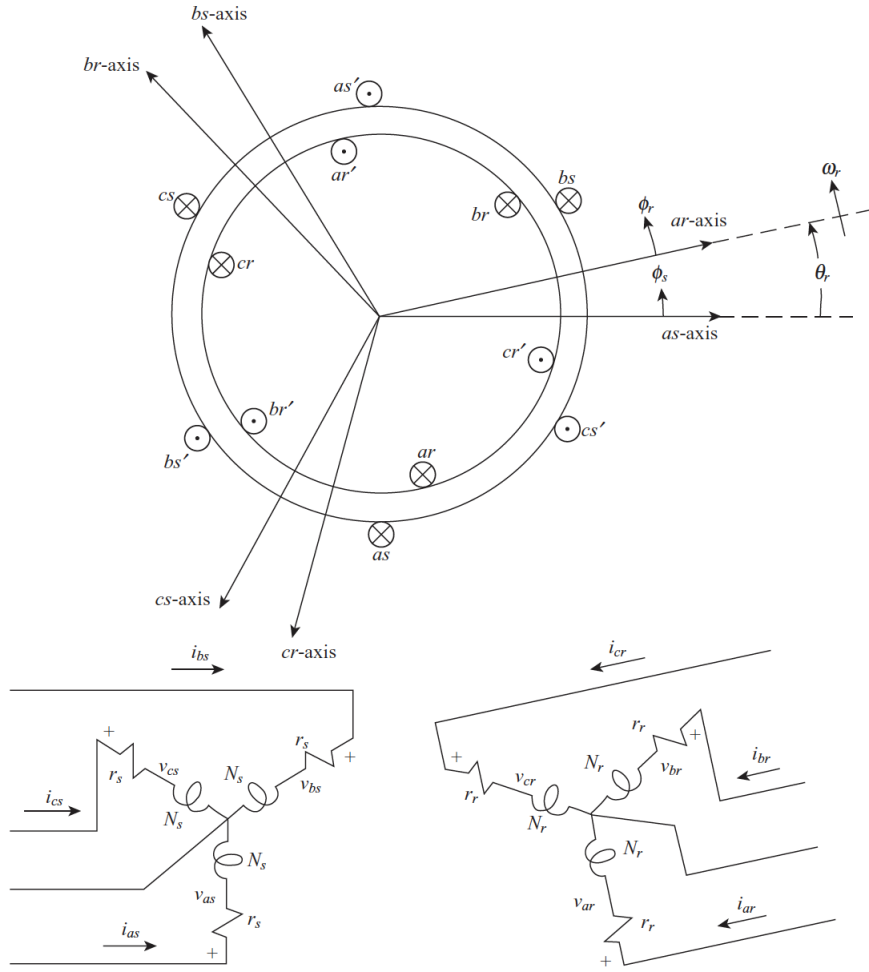 bs-axis
br-axis
as′
ar′
bs
cs
br
cr
ϕr
ar-axis
ωr
ϕs
θr
as-axis
cr′
br′
bs′
cs′
ar
as
cs-axis
cr-axis
ibs
icr
+
rs
vcs
rs
Ns
+
vbs
ics
Ns
Ns
vas
rs
ias
+
+
rr
vcr
Nr
rr
+
vbr
ibr
Nr
Nr
var
rr
iar
+